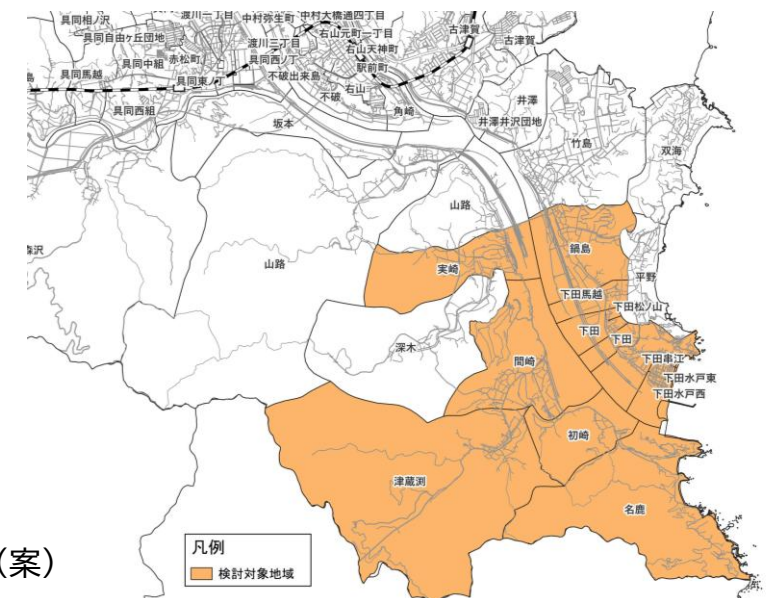 渡川二丁目
中村弥生町
中村大橋通四丁目
具同相ノ沢
右山元町一丁目
古津賀
具同自由ヶ丘団地
渡川三丁目
右山天神町
古津賀
具同中組
赤松町
具同西ノ丁
駅前町
具同馬越
具同東ノ丁
不破出来島
島
不破
右山
井澤
具同西組
角崎
坂本
井澤井沢団地
竹島
双海
山路
森沢
鍋島
山路
実崎
平野
下田馬越
下田松ノ山
下田
下田
深木
間崎
下田串江
下田水戸東
下田水戸西
初崎
津蔵渕
名鹿
凡例
検討対象地域
(案)